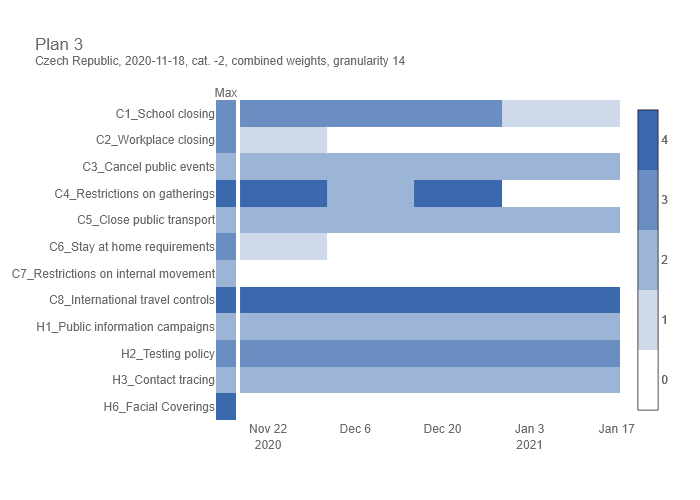 Plan 3
Czech Republic, 2020-11-18, cat. -2, combined weights, granularity 14
Max
C1_School closing
C2_Workplace closing
C3_Cancel public events
C4_Restrictions on gatherings
C5_Close public transport
C6_Stay at home requirements
C7_Restrictions on internal movement
C8_International travel controls
H1_Public information campaigns
H2_Testing policy
H3_Contact tracing
H6_Facial Coverings
Nov 22 Dec 6 Dec 20 Jan 3 Jan 17
2020 2021
4
3
2
1
0